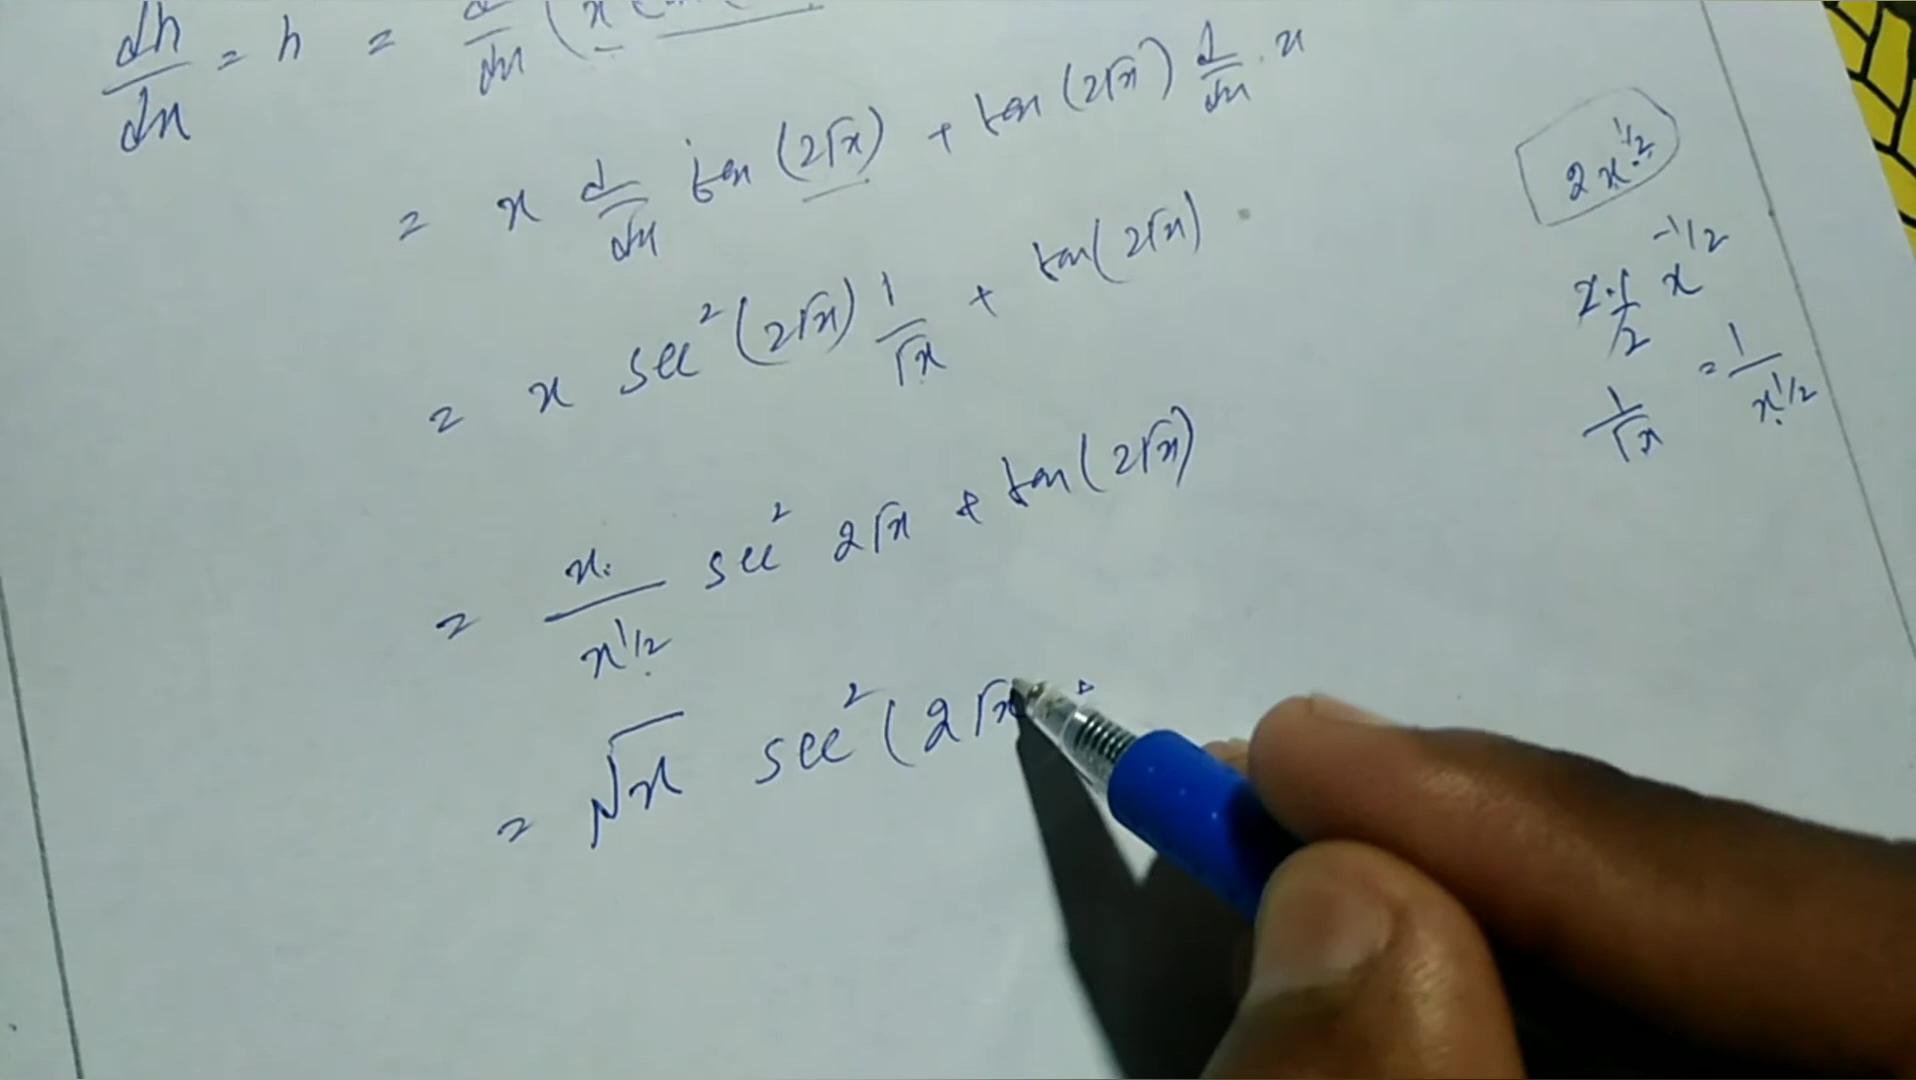 dh/dx = h' = d/dx (x tan(
= x d/dx tan (2√x) + tan (2√x) d/dx . x
= x sec² (2√x) 1/√x + tan(2√x) .
= x/x^1/2 sec² 2√x + tan(2√x)
= √x sec² (2√x
2x^1/2
2.1/2 x^-1/2
1/√x = 1/x^1/2